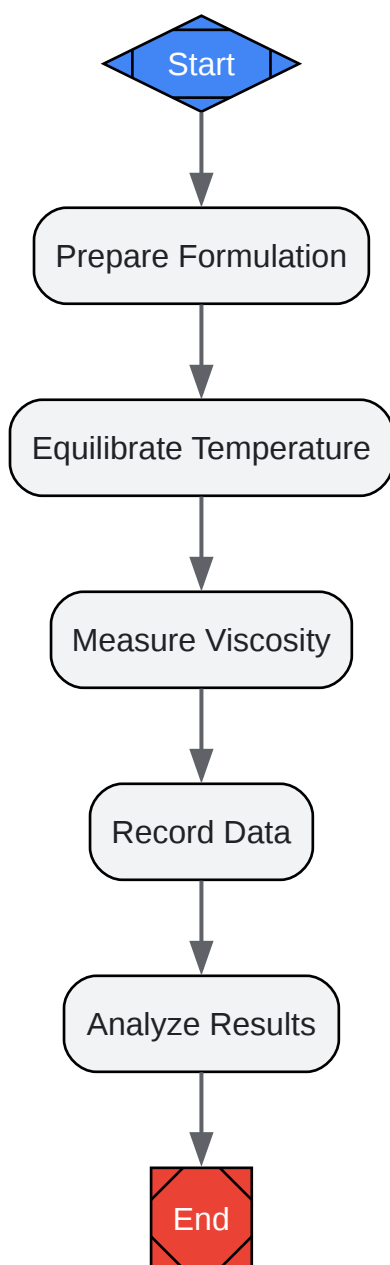 Start
Prepare Formulation
Equilibrate Temperature
Measure Viscosity
Record Data
Analyze Results
End